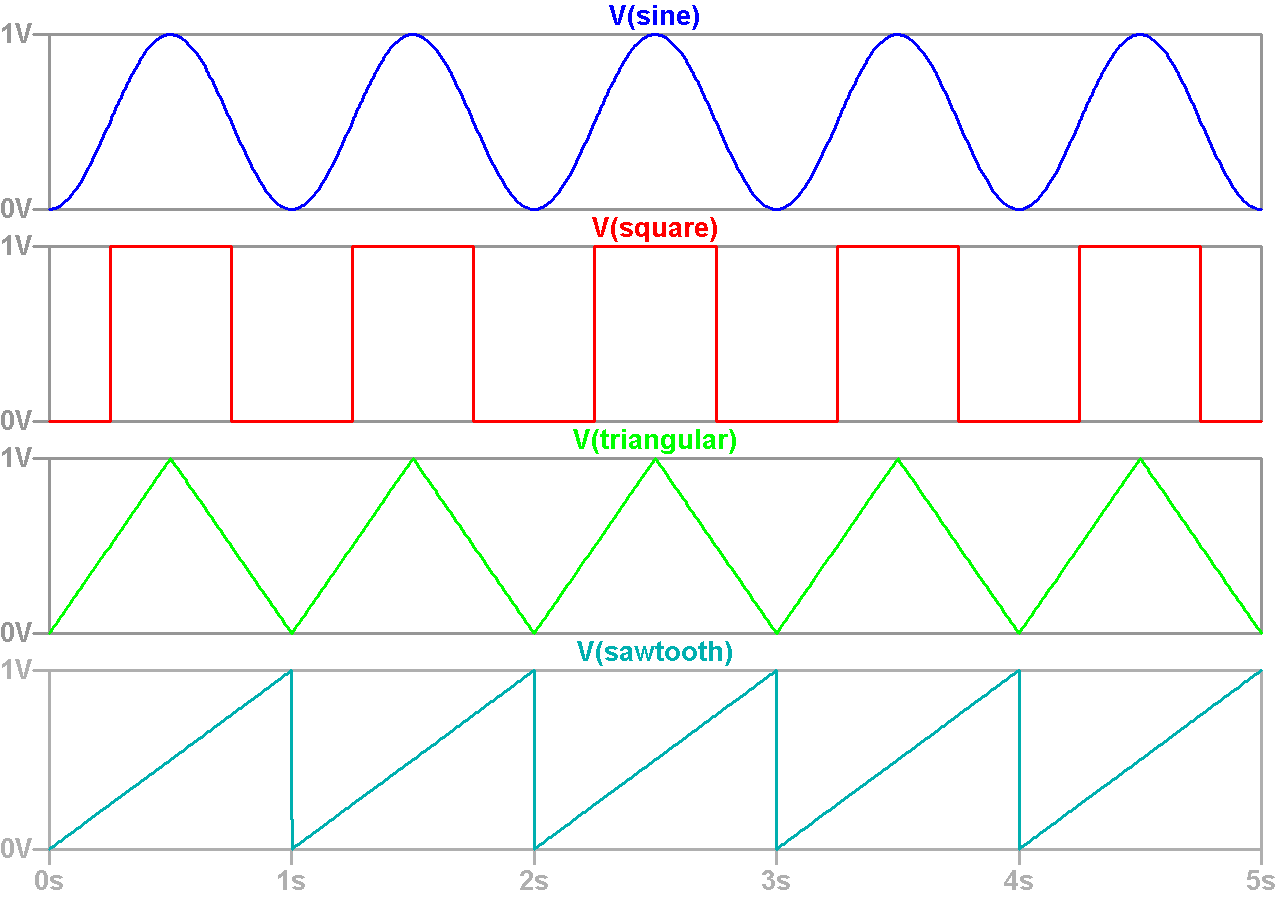 V(sine)
1V
0V
V(square)
1V
0V
V(triangular)
1V
0V
V(sawtooth)
1V
0V
0s 1s 2s 3s 4s 5s